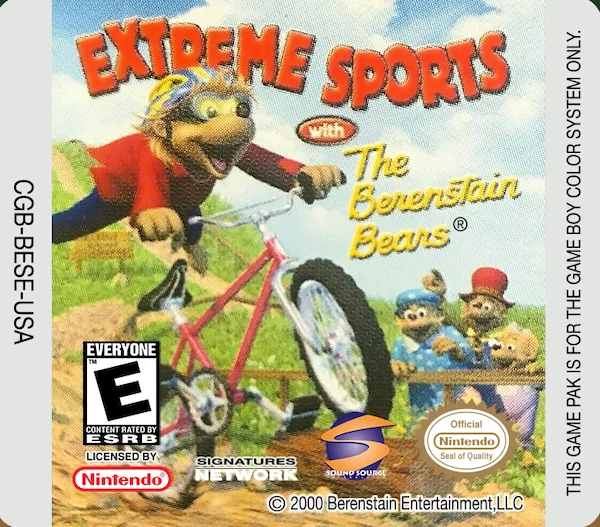 EXTREME SPORTS
with
The
Berenstain
Bears®
CGB-BESE-USA
THIS GAME PAK IS FOR THE GAME BOY COLOR SYSTEM ONLY.
EVERYONE
TM
E
CONTENT RATED BY
ESRB
LICENSED BY
Nintendo®
SIGNATURES
NETWORK
SOUND SOURCE
Official
Nintendo
Seal of Quality
© 2000 Berenstain Entertainment, LLC